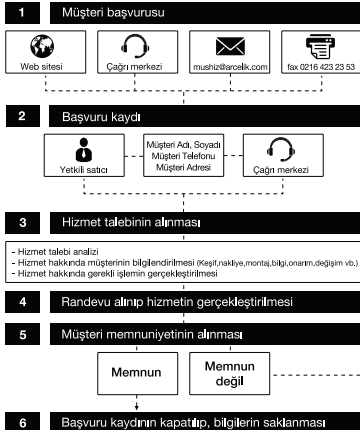 1 Müşteri başvurusu
Web sitesi
Çağrı merkezi
mushiz@arcelik.com
fax 0216 423 23 53
2 Başvuru kaydı
Yetkili satıcı
Müşteri Adı, Soyadı
Müşteri Telefonu
Müşteri Adresi
Çağrı merkezi
3 Hizmet talebinin alınması
- Hizmet talebi analizi
- Hizmet hakkında müşterinin bilgilendirilmesi (Keşif,nakliye,montaj,bilgi,onarım,değişim vb.)
- Hizmet hakkında gerekli işlemin gerçekleştirilmesi
4 Randevu alınıp hizmetin gerçekleştirilmesi
5 Müşteri memnuniyetinin alınması
Memnun
Memnun
değil
6 Başvuru kaydının kapatılıp, bilgilerin saklanması